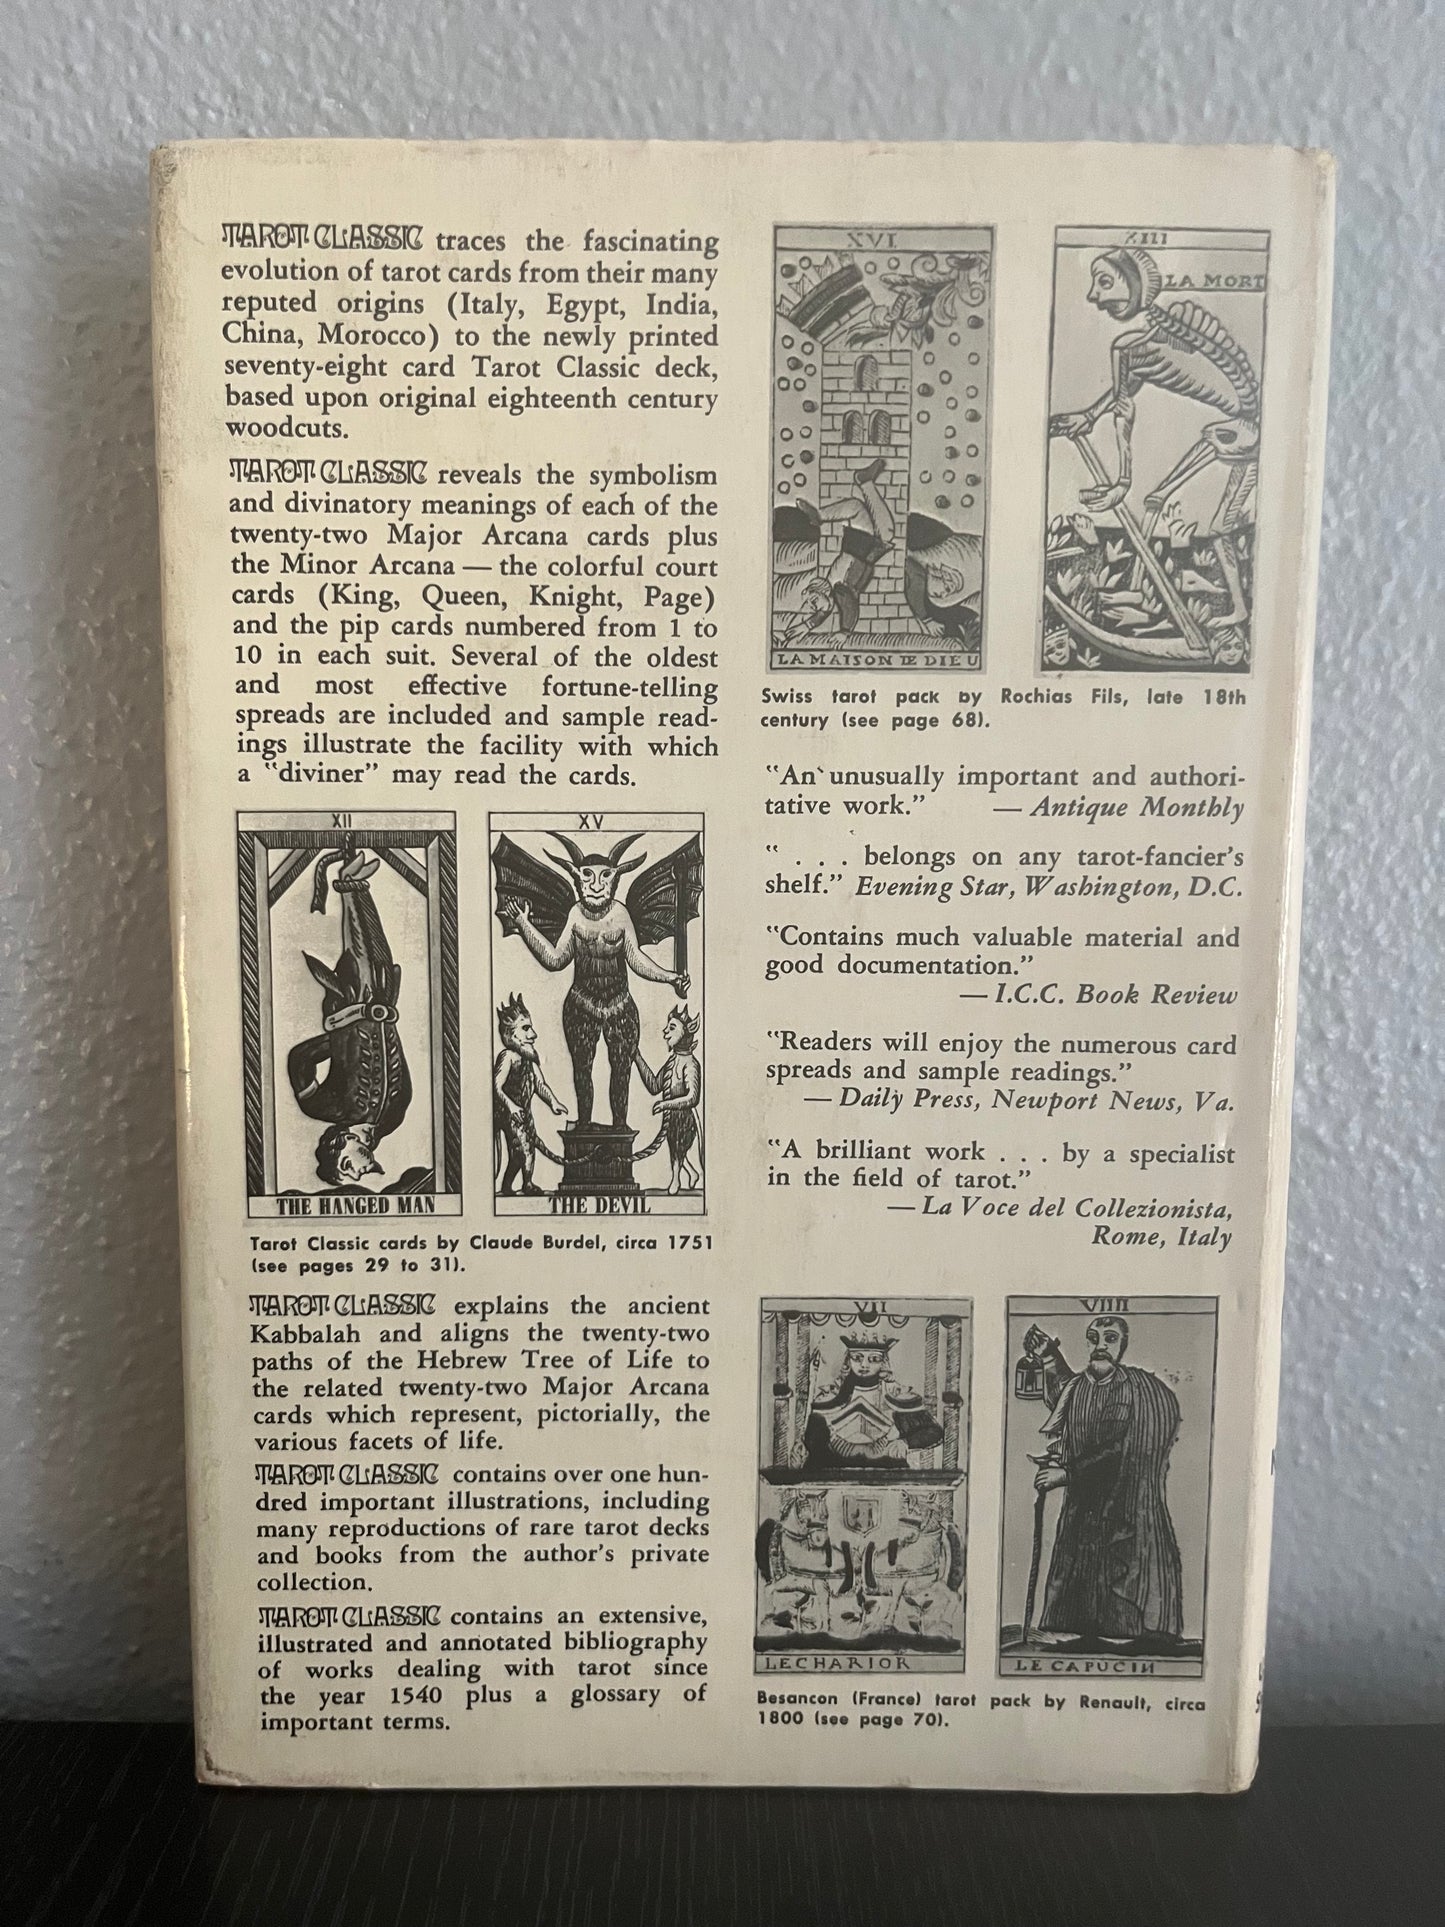 TAROT CLASSIC traces the fascinating
evolution of tarot cards from their many
reputed origins (Italy, Egypt, India,
China, Morocco) to the newly printed
seventy-eight card Tarot Classic deck,
based upon original eighteenth century
woodcuts.
TAROT CLASSIC reveals the symbolism
and divinatory meanings of each of the
twenty-two Major Arcana cards plus
the Minor Arcana — the colorful court
cards (King, Queen, Knight, Page)
and the pip cards numbered from 1 to
10 in each suit. Several of the oldest
and most effective fortune-telling
spreads are included and sample read-
ings illustrate the facility with which
a "diviner" may read the cards.
XII
THE HANGED MAN
XV
THE DEVIL
Tarot Classic cards by Claude Burdel, circa 1751
(see pages 29 to 31).
TAROT CLASSIC explains the ancient
Kabbalah and aligns the twenty-two
paths of the Hebrew Tree of Life to
the related twenty-two Major Arcana
cards which represent, pictorially, the
various facets of life.
TAROT CLASSIC contains over one hun-
dred important illustrations, including
many reproductions of rare tarot decks
and books from the author's private
collection.
TAROT CLASSIC contains an extensive,
illustrated and annotated bibliography
of works dealing with tarot since
the year 1540 plus a glossary of
important terms.
XVI
LA MAISON DE DIEU
XIII
LA MORT
Swiss tarot pack by Rochias Fils, late 18th
century (see page 68).
"An unusually important and authori-
tative work." — Antique Monthly
" . . . belongs on any tarot-fancier's
shelf." Evening Star, Washington, D.C.
"Contains much valuable material and
good documentation."
— I.C.C. Book Review
"Readers will enjoy the numerous card
spreads and sample readings."
— Daily Press, Newport News, Va.
"A brilliant work . . . by a specialist
in the field of tarot."
— La Voce del Collezionista,
Rome, Italy
VII
LECHARIOR
VIIII
LE CAPUCIN
Besancon (France) tarot pack by Renault, circa
1800 (see page 70).